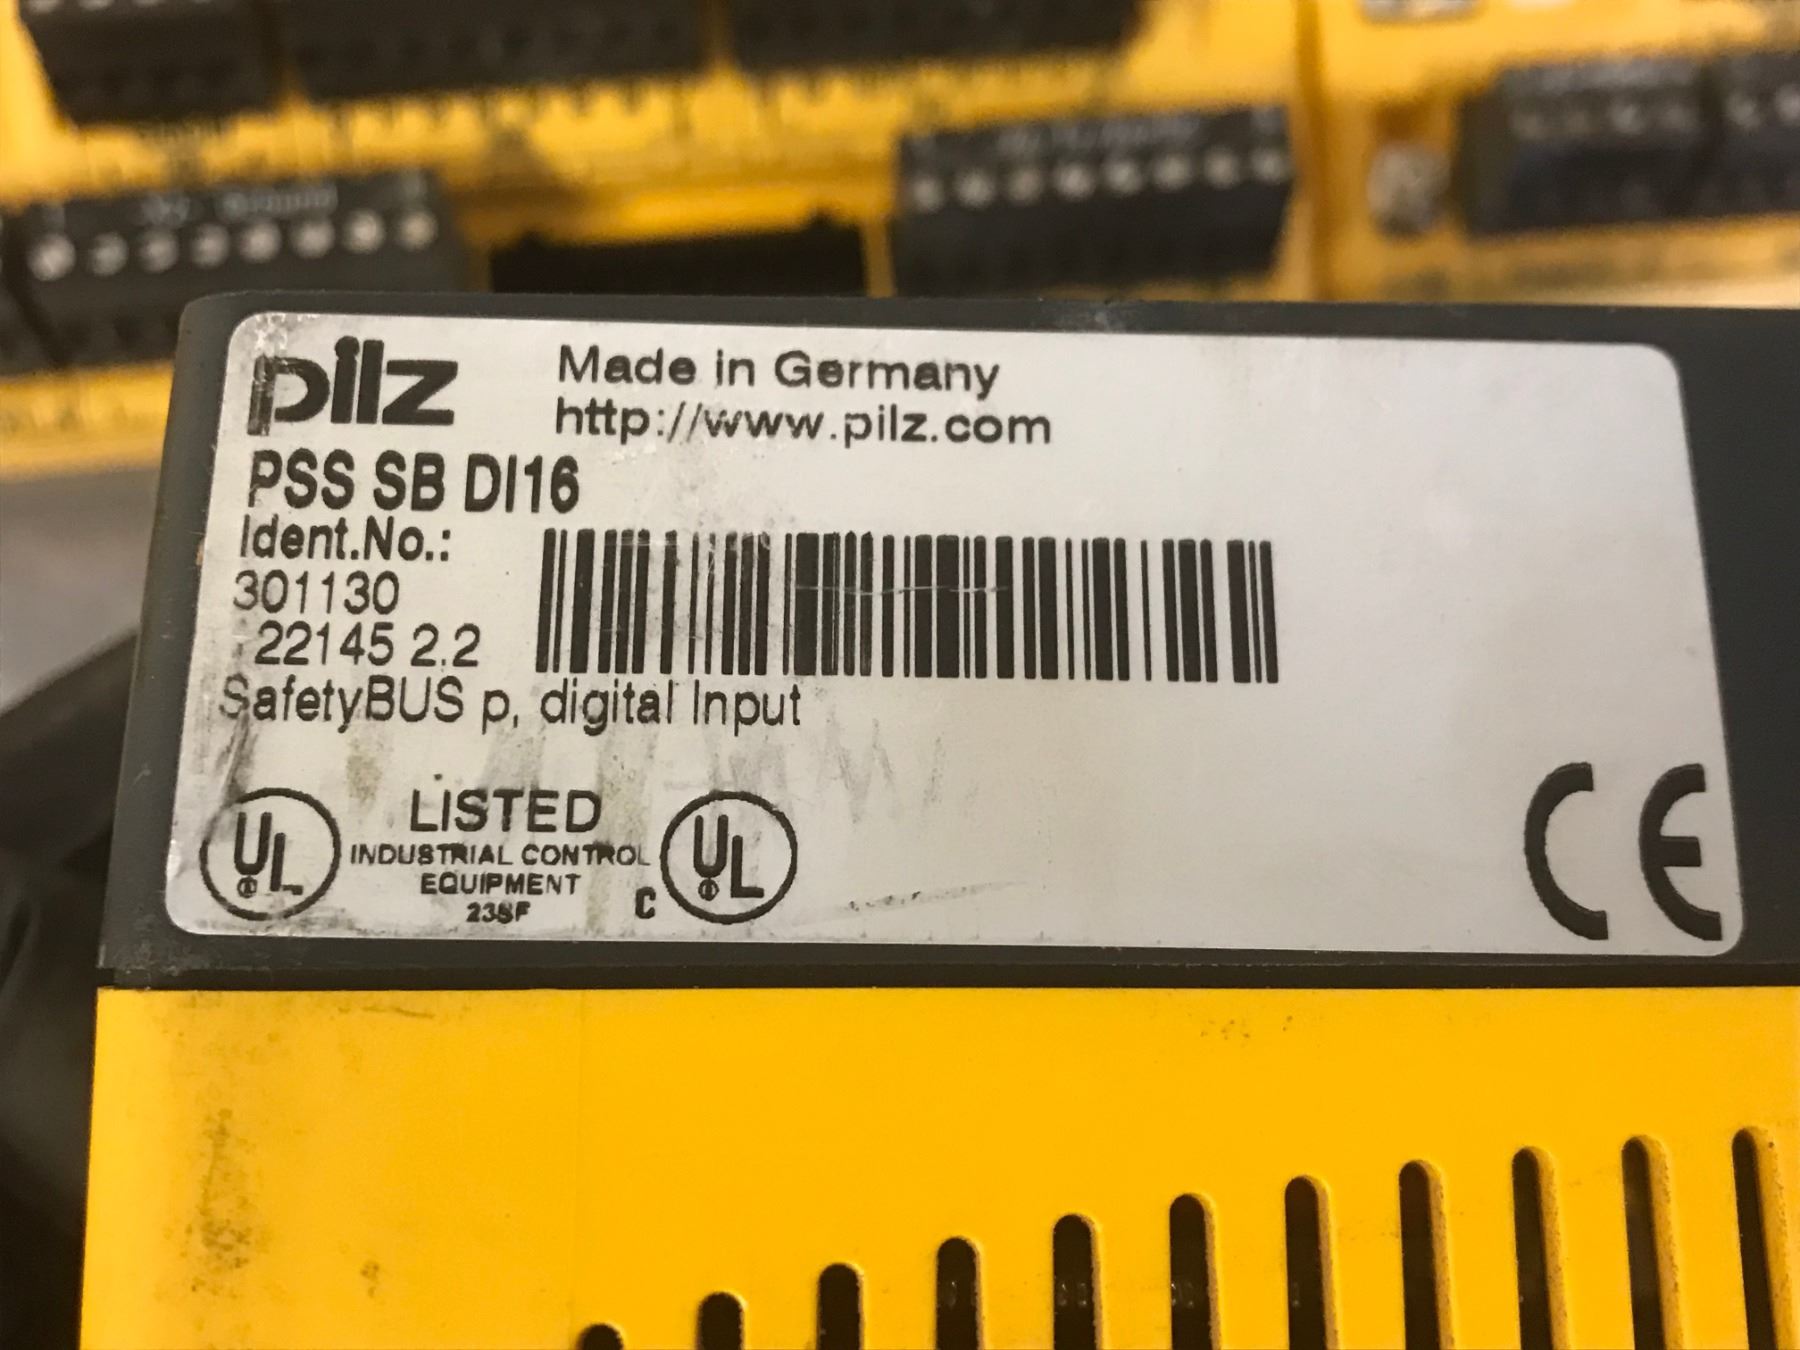 pilz
Made in Germany
http://www.pilz.com
PSS SB DI16
Ident.No.:
301130
22145 2.2
SafetyBUS p, digital Input
UL
LISTED
INDUSTRIAL CONTROL
EQUIPMENT
23SF
C UL
CE